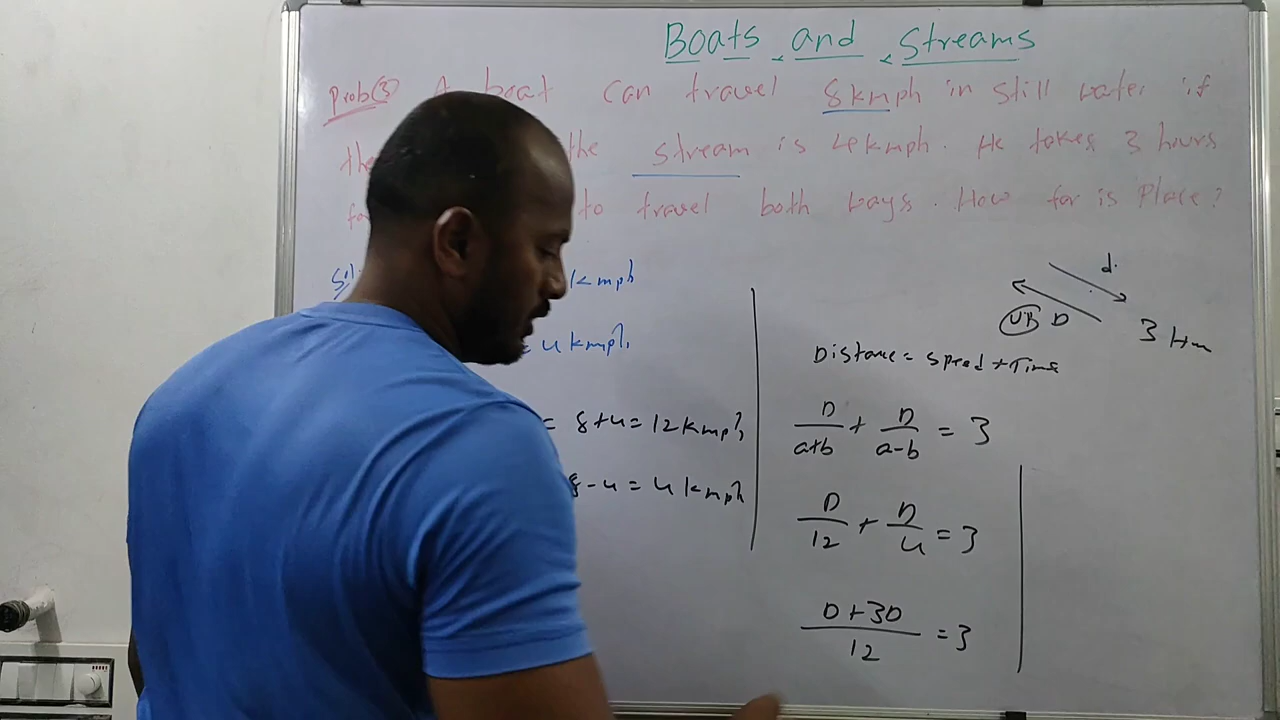 Boats and Streams
Prob(3) A boat can travel 8kmph in still water if
the stream is 4kmph. He takes 3 hours
to travel both ways. How far is Place?
kmph
= 4kmph
= 8+4=12kmph
8-4=4kmph
d.
UP D
3 Hrs
Distance= Speed * Time
D/a+b + D/a-b = 3
D/12 + D/4 = 3
D+3D/12 = 3